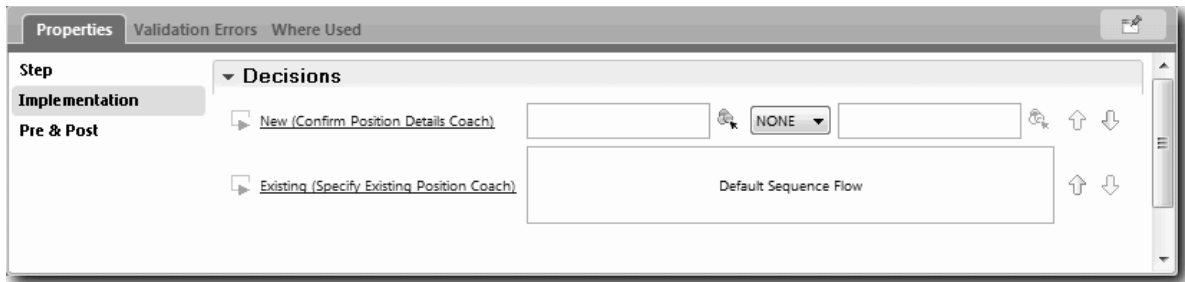 Properties Validation Errors Where Used
Step
Implementation
Pre & Post
Decisions
New (Confirm Position Details Coach) NONE
Existing (Specify Existing Position Coach) Default Sequence Flow